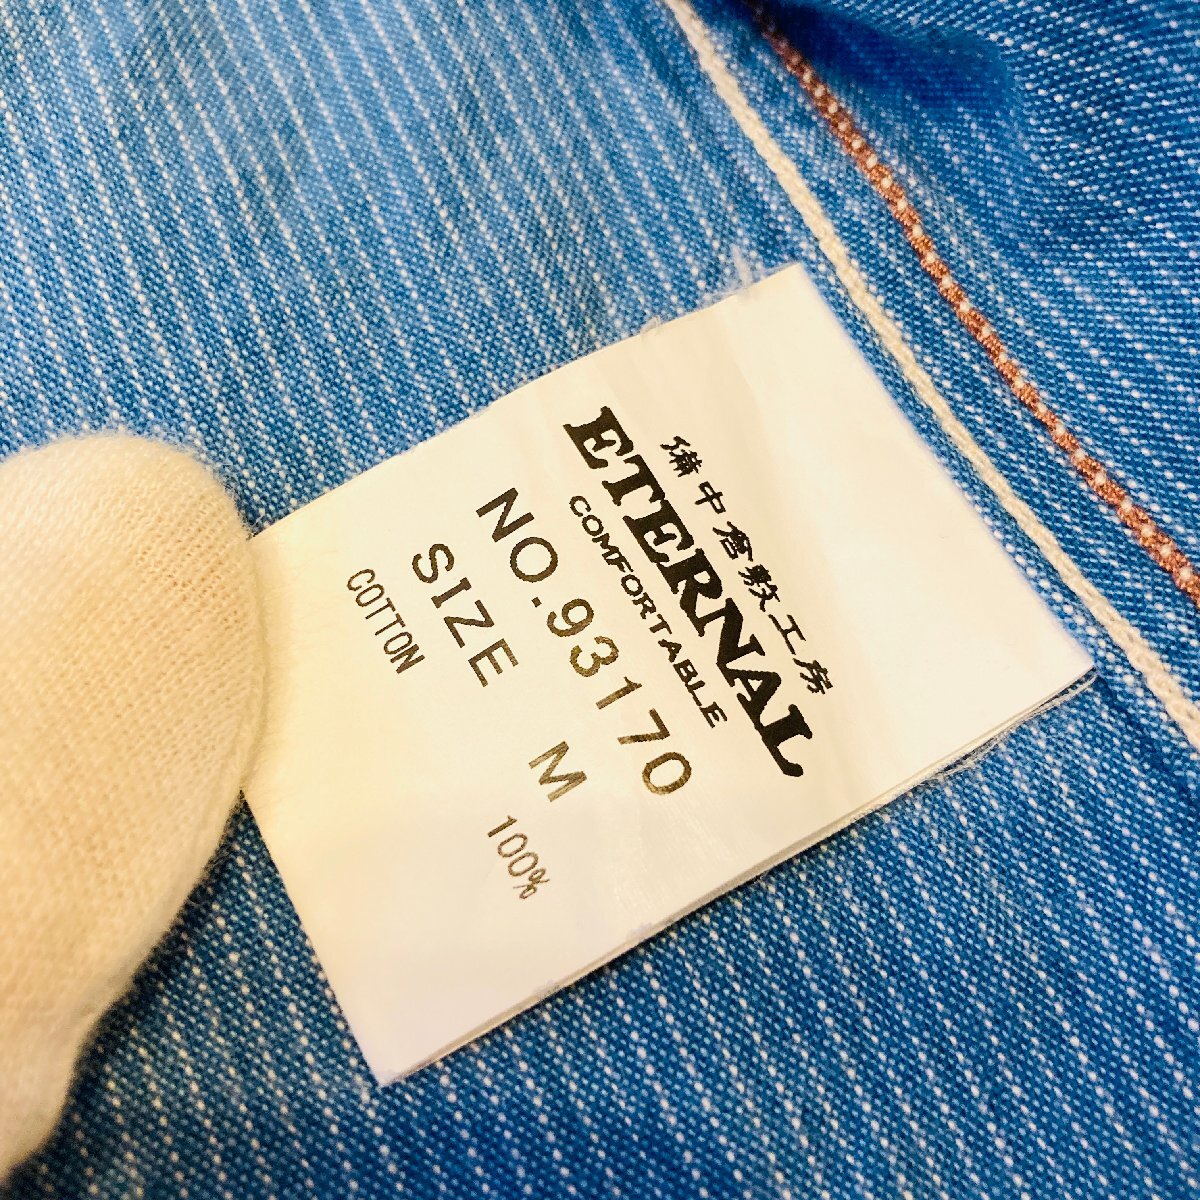 備中倉敷工房
ETERNAL
COMFORTABLE
NO.93170
SIZE M
COTTON 100%